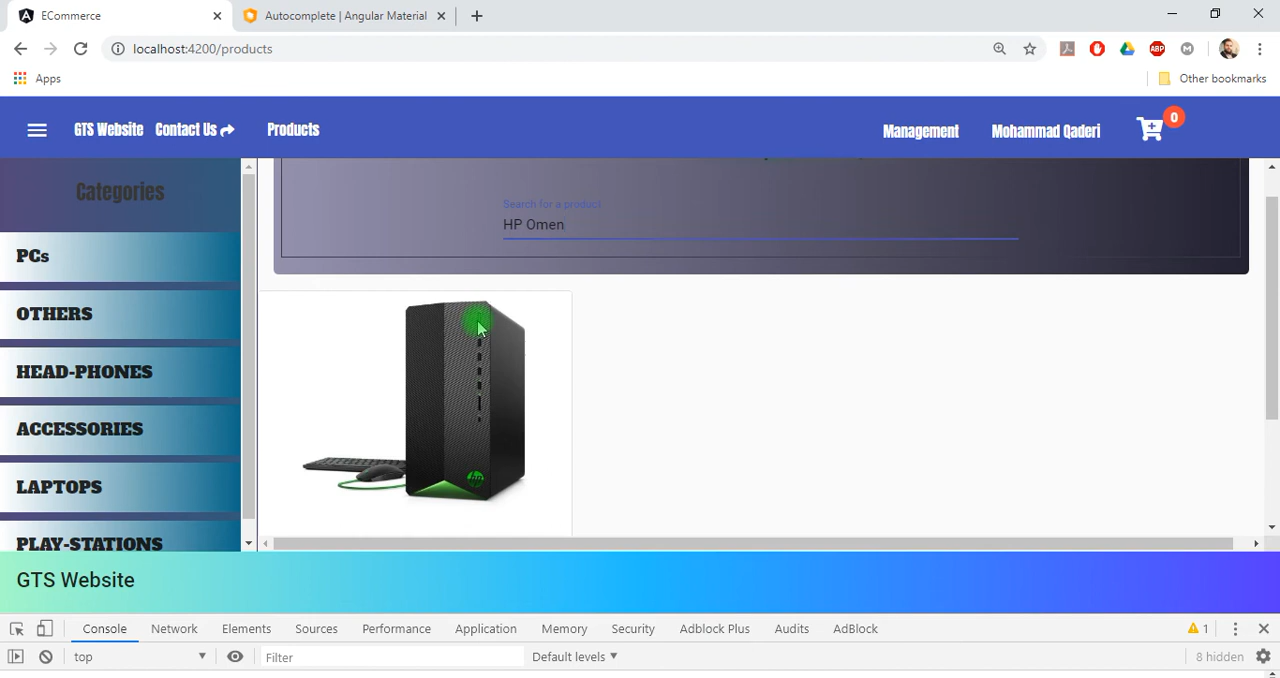 ECommerce
Autocomplete | Angular Material
localhost:4200/products
ABP
M
Apps
Other bookmarks
GTS Website
Contact Us
Products
Management
Mohammad Qaderi
0
Categories
PCs
OTHERS
HEAD-PHONES
ACCESSORIES
LAPTOPS
PLAY-STATIONS
Search for a product
HP Omen
hp
GTS Website
Console
Network
Elements
Sources
Performance
Application
Memory
Security
Adblock Plus
Audits
AdBlock
1
top
Filter
Default levels
8 hidden